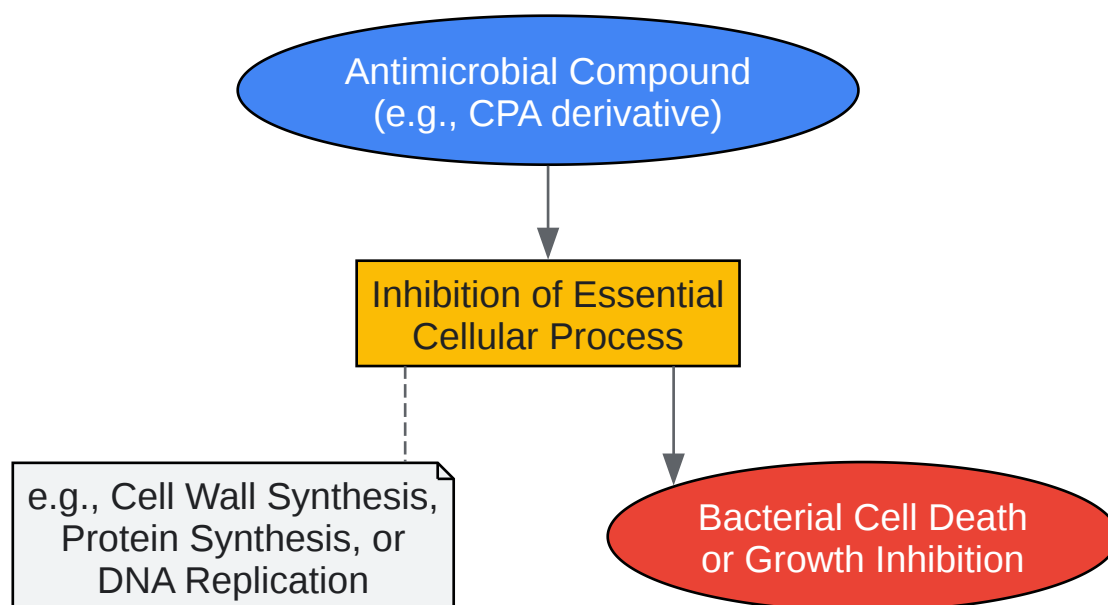 Antimicrobial Compound
(e.g., CPA derivative)
Inhibition of Essential
Cellular Process
e.g., Cell Wall Synthesis,
Protein Synthesis, or
DNA Replication
Bacterial Cell Death
or Growth Inhibition